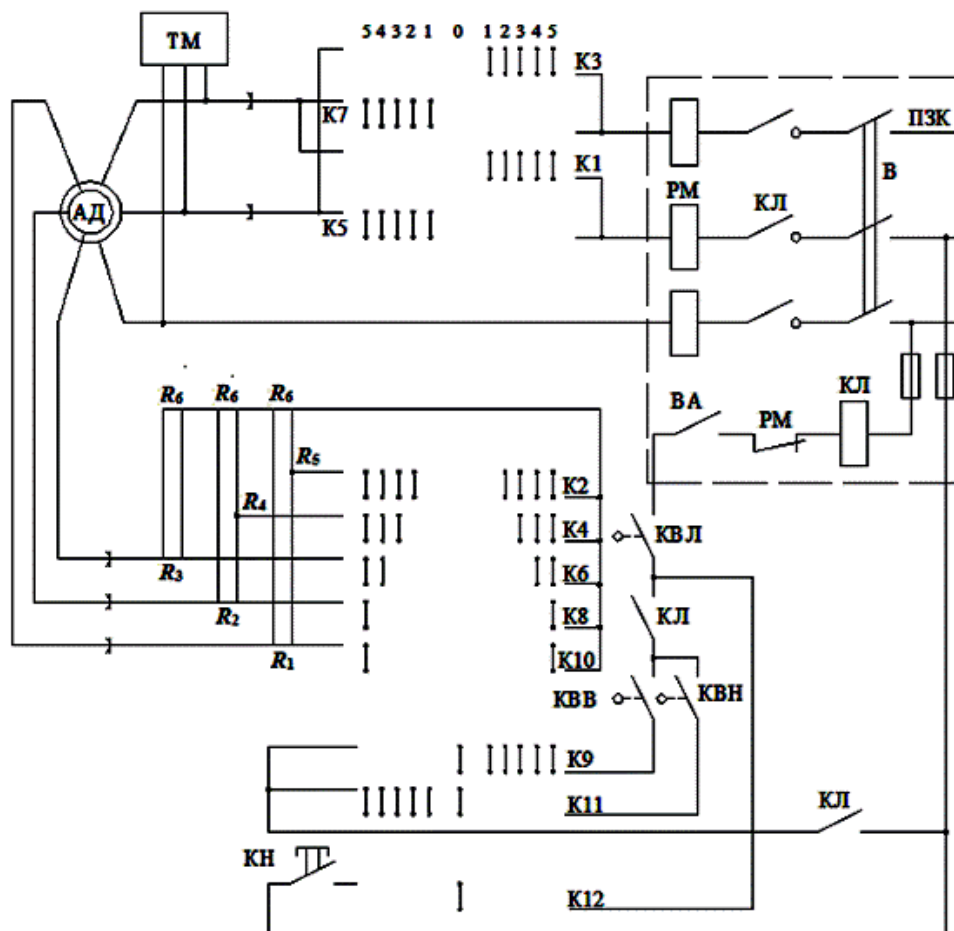 ТМ
5 4 3 2 1 0 1 2 3 4 5
К3
К7
ПЗК
К1
РМ
КЛ
В
АД
К5
R6 R6 R6
ВА
РМ
КЛ
R5
К2
R4
К4
КВЛ
R3
К6
R2
К8
КЛ
R1
К10
КВВ
КВН
К9
К11
КЛ
КН
К12